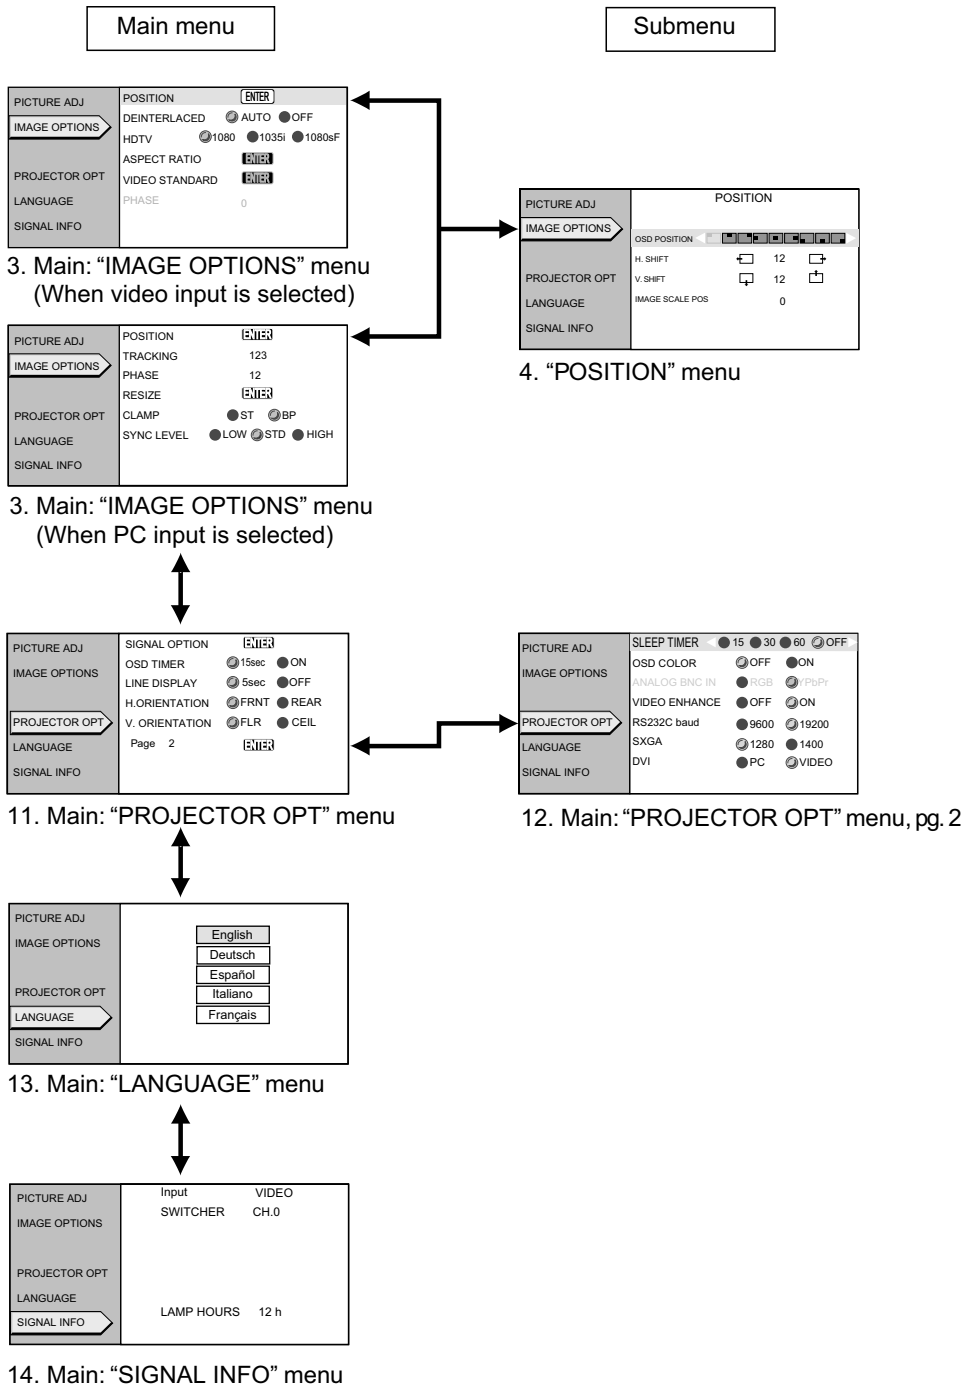 Main menu
Submenu
PICTURE ADJ
IMAGE OPTIONS
PROJECTOR OPT
LANGUAGE
SIGNAL INFO
POSITION ENTER
DEINTERLACED AUTO OFF
HDTV 1080 1035i 1080sF
ASPECT RATIO ENTER
VIDEO STANDARD ENTER
PHASE 0
3. Main: “IMAGE OPTIONS” menu
(When video input is selected)
PICTURE ADJ
IMAGE OPTIONS
PROJECTOR OPT
LANGUAGE
SIGNAL INFO
POSITION
OSD POSITION
H. SHIFT 12
V. SHIFT 12
IMAGE SCALE POS 0
4. “POSITION” menu
PICTURE ADJ
IMAGE OPTIONS
PROJECTOR OPT
LANGUAGE
SIGNAL INFO
POSITION ENTER
TRACKING 123
PHASE 12
RESIZE ENTER
CLAMP ST BP
SYNC LEVEL LOW STD HIGH
3. Main: “IMAGE OPTIONS” menu
(When PC input is selected)
PICTURE ADJ
IMAGE OPTIONS
PROJECTOR OPT
LANGUAGE
SIGNAL INFO
SIGNAL OPTION ENTER
OSD TIMER 15sec ON
LINE DISPLAY 5sec OFF
H.ORIENTATION FRNT REAR
V. ORIENTATION FLR CEIL
Page 2 ENTER
11. Main: “PROJECTOR OPT” menu
PICTURE ADJ
IMAGE OPTIONS
PROJECTOR OPT
LANGUAGE
SIGNAL INFO
SLEEP TIMER 15 30 60 OFF
OSD COLOR OFF ON
ANALOG BNC IN RGB YPbPr
VIDEO ENHANCE OFF ON
RS232C baud 9600 19200
SXGA 1280 1400
DVI PC VIDEO
12. Main: “PROJECTOR OPT” menu, pg. 2
PICTURE ADJ
IMAGE OPTIONS
PROJECTOR OPT
LANGUAGE
SIGNAL INFO
English
Deutsch
Español
Italiano
Français
13. Main: “LANGUAGE” menu
PICTURE ADJ
IMAGE OPTIONS
PROJECTOR OPT
LANGUAGE
SIGNAL INFO
Input VIDEO
SWITCHER CH.0
LAMP HOURS 12 h
14. Main: “SIGNAL INFO” menu